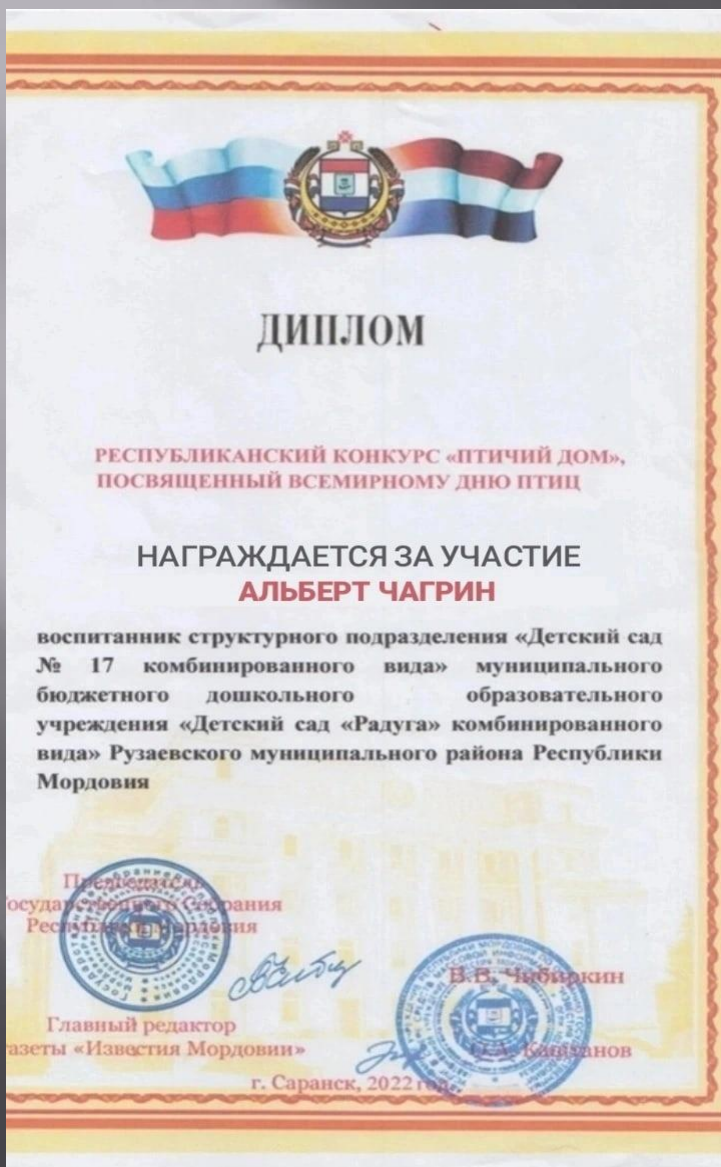 ДИПЛОМ
РЕСПУБЛИКАНСКИЙ КОНКУРС «ПТИЧИЙ ДОМ»,
ПОСВЯЩЕННЫЙ ВСЕМИРНОМУ ДНЮ ПТИЦ
НАГРАЖДАЕТСЯ ЗА УЧАСТИЕ
АЛЬБЕРТ ЧАГРИН
воспитанник структурного подразделения «Детский сад
№ 17 комбинированного вида» муниципального
бюджетного дошкольного образовательного
учреждения «Детский сад «Радуга» комбинированного
вида» Рузаевского муниципального района Республики
Мордовия
Председатель
осударственного Собрания
Республики Мордовия
В.В. Чибиркин
Главный редактор
газеты «Известия Мордовии»
г. Саранск, 2022 год